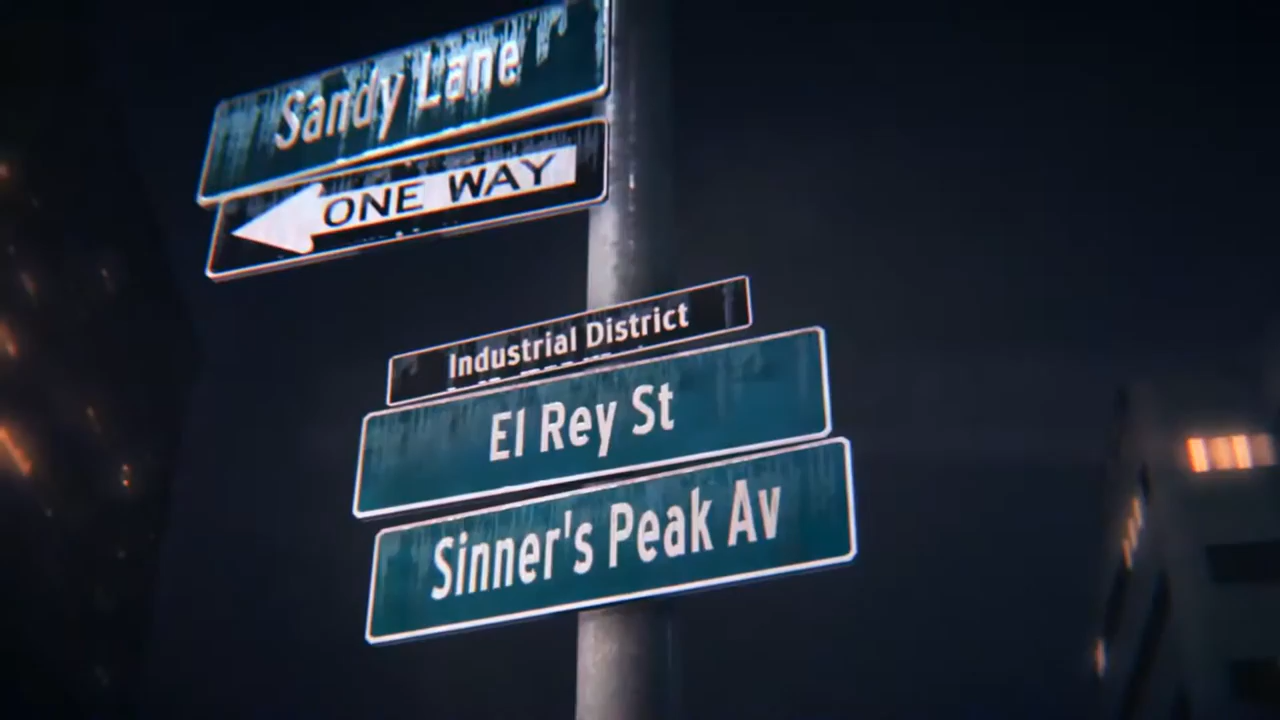 Sandy Lane
ONE WAY
Industrial District
El Rey St
Sinner's Peak Av